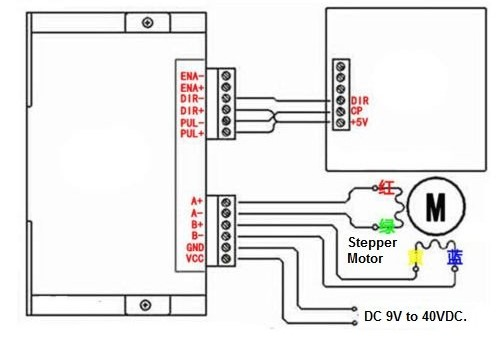 ENA-
ENA+
DIR-
DIR+
PUL-
PUL+
DIR
CP
+5V
A+
A-
B+
B-
GND
VCC
红
绿
M
Stepper
Motor
黄
蓝
DC 9V to 40VDC.